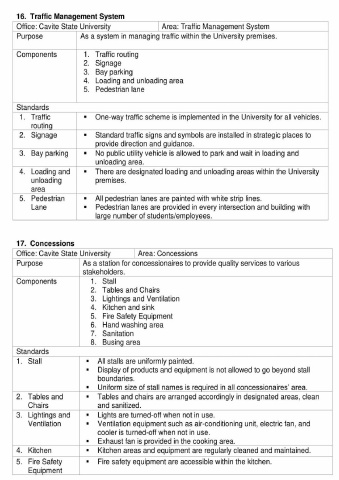 16. Traffic Management System
Office: Cavite State University Area: Traffic Management System
Purpose As a system in managing traffic within the University premises.
Components 1. Traffic routing
2. Signage
3. Bay parking
4. Loading and unloading area
5. Pedestrian lane
Standards
1. Traffic ▪ One-way traffic scheme is implemented in the University for all vehicles.
routing
2. Signage ▪ Standard traffic signs and symbols are installed in strategic places to
provide direction and guidance.
3. Bay parking ▪ No public utility vehicle is allowed to park and wait in loading and
unloading area.
4. Loading and ▪ There are designated loading and unloading areas within the University
unloading premises.
area
5. Pedestrian ▪ All pedestrian lanes are painted with white strip lines.
Lane ▪ Pedestrian lanes are provided in every intersection and building with
large number of students/employees.
17. Concessions
Office: Cavite State University Area: Concessions
Purpose As a station for concessionaires to provide quality services to various
stakeholders.
Components 1. Stall
2. Tables and Chairs
3. Lightings and Ventilation
4. Kitchen and sink
5. Fire Safety Equipment
6. Hand washing area
7. Sanitation
8. Busing area
Standards
1. Stall ▪ All stalls are uniformly painted.
▪ Display of products and equipment is not allowed to go beyond stall
boundaries.
▪ Uniform size of stall names is required in all concessionaires' area.
2. Tables and ▪ Tables and chairs are arranged accordingly in designated areas, clean
Chairs and sanitized.
3. Lightings and ▪ Lights are turned-off when not in use.
Ventilation ▪ Ventilation equipment such as air-conditioning unit, electric fan, and
cooler is turned-off when not in use.
▪ Exhaust fan is provided in the cooking area.
4. Kitchen ▪ Kitchen areas and equipment are regularly cleaned and maintained.
5. Fire Safety ▪ Fire safety equipment are accessible within the kitchen.
Equipment